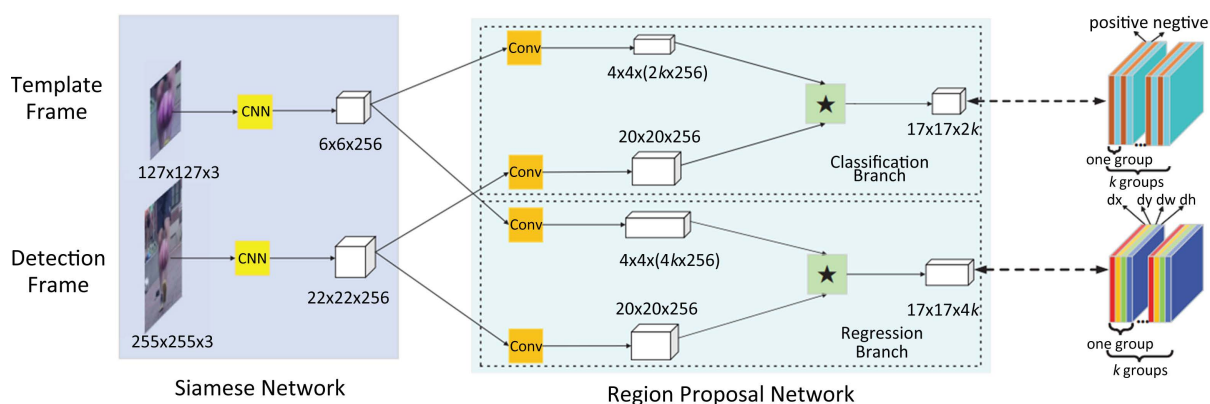 Template
Frame
127x127x3
CNN
6x6x256
Detection
Frame
255x255x3
CNN
22x22x256
Siamese Network
Conv
4x4x(2kx256)
Conv
20x20x256
★
17x17x2k
Classification
Branch
Conv
4x4x(4kx256)
Conv
20x20x256
★
17x17x4k
Regression
Branch
Region Proposal Network
positive negtive
...
one group
k groups
dx dy dw dh
...
one group
k groups